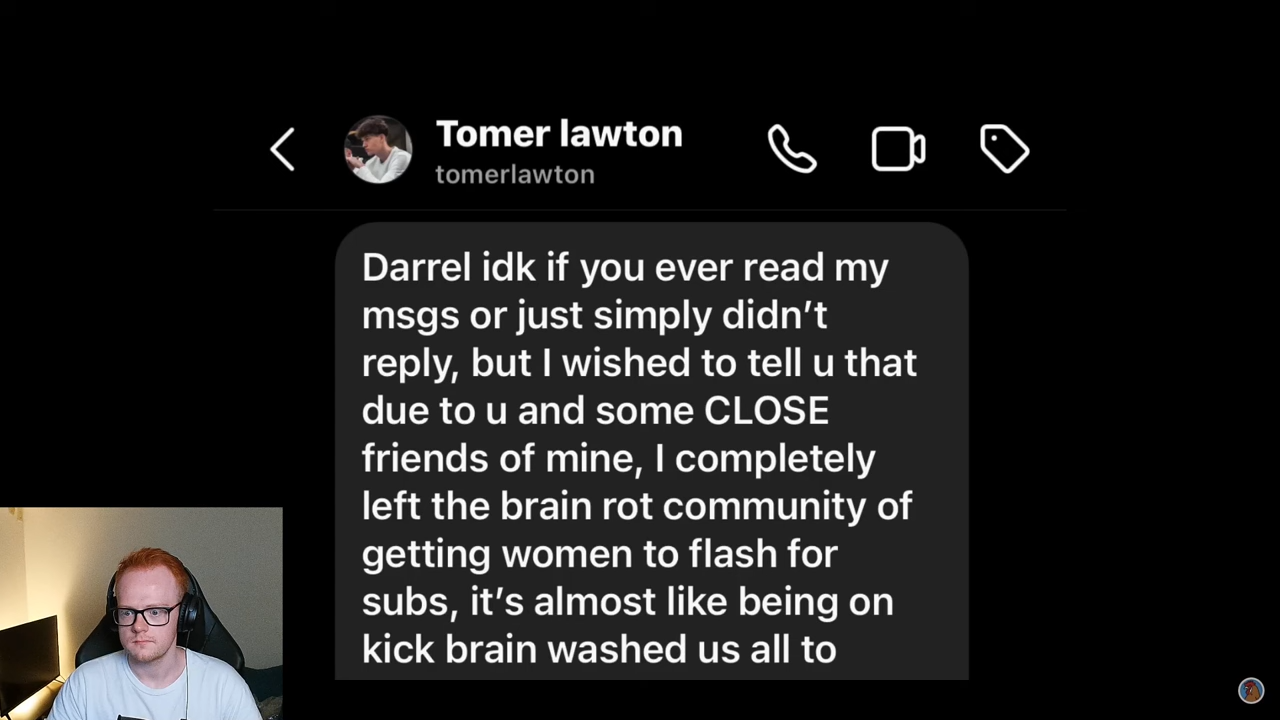 Tomer lawton
tomerlawton
Darrel idk if you ever read my
msgs or just simply didn’t
reply, but I wished to tell u that
due to u and some CLOSE
friends of mine, I completely
left the brain rot community of
getting women to flash for
subs, it’s almost like being on
kick brain washed us all to